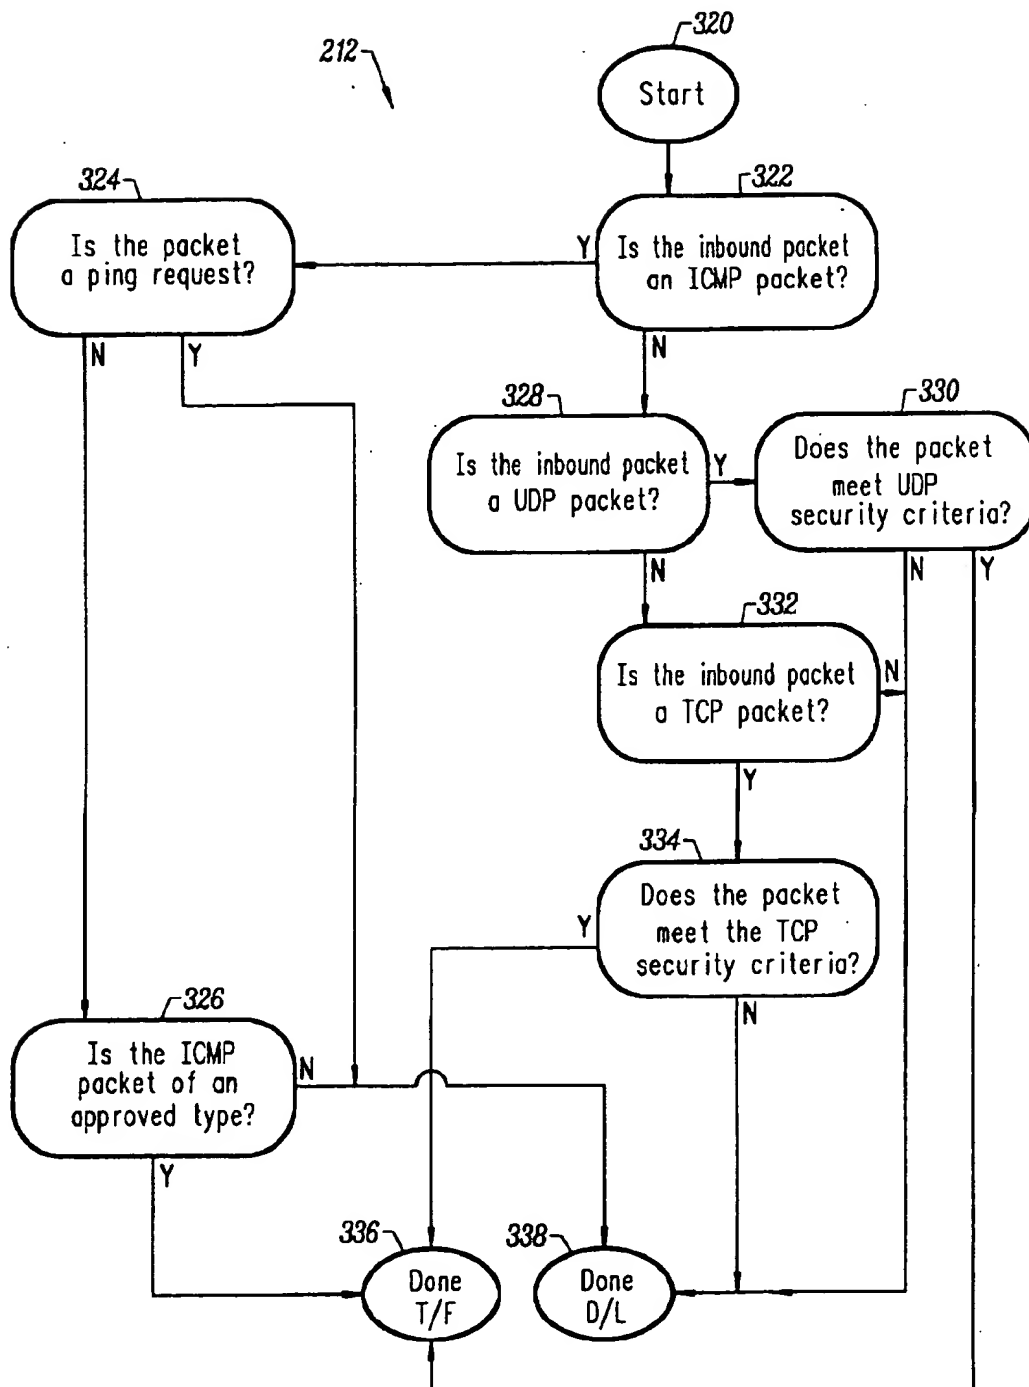 320
212
Start
324
322
Is the packet
a ping request?
Y
Is the inbound packet
an ICMP packet?
N
Y
N
328
330
Is the inbound packet
a UDP packet?
Y
Does the packet
meet UDP
security criteria?
N
N
Y
332
Is the inbound packet
a TCP packet?
N
Y
334
Does the packet
meet the TCP
security criteria?
Y
N
326
Is the ICMP
packet of an
approved type?
N
Y
336
338
Done
T/F
Done
D/L